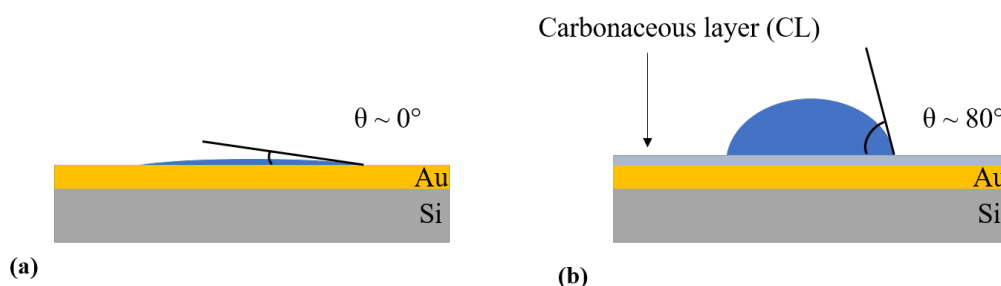 θ ~ 0°
Au
Si
(a)
Carbonaceous layer (CL)
θ ~ 80°
Au
Si
(b)